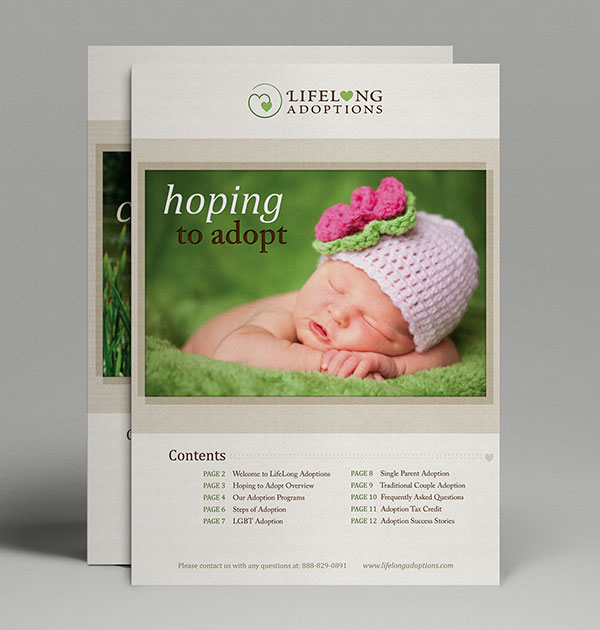 LIFELONG
ADOPTIONS
hoping
to adopt
Contents
PAGE 2 Welcome to LifeLong Adoptions
PAGE 3 Hoping to Adopt Overview
PAGE 4 Our Adoption Programs
PAGE 6 Steps of Adoption
PAGE 7 LGBT Adoption
PAGE 8 Single Parent Adoption
PAGE 9 Traditional Couple Adoption
PAGE 10 Frequently Asked Questions
PAGE 11 Adoption Tax Credit
PAGE 12 Adoption Success Stories
Please contact us with any questions at: 888-829-0891 www.lifelongadoptions.com